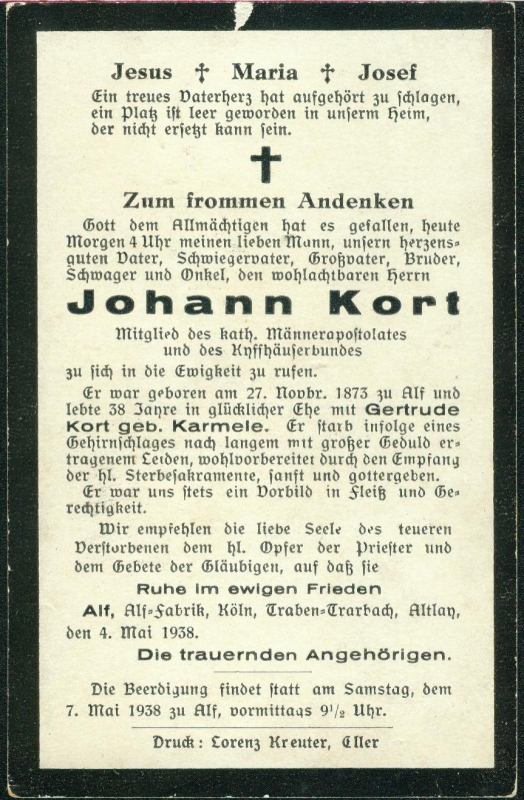 Jesus ✝ Maria ✝ Josef
Ein treues Vaterherz hat aufgehört zu schlagen,
ein Platz ist leer geworden in unserm Heim,
der nicht ersetzt kann sein.
✝
Zum frommen Andenken
Gott dem Allmächtigen hat es gefallen, heute
Morgen 4 Uhr meinen lieben Mann, unsern herzens-
guten Vater, Schwiegervater, Großvater, Bruder,
Schwager und Onkel, den wohlachtbaren Herrn
Johann Kort
Mitglied des kath. Männerapostolates
und des Kyffhäuserbundes
zu sich in die Ewigkeit zu rufen.
Er war geboren am 27. Novbr. 1873 zu Alf und
lebte 38 Jahre in glücklicher Ehe mit Gertrude
Kort geb. Karmele. Er starb infolge eines
Gehirnschlages nach langem mit großer Geduld er-
tragenem Leiden, wohlvorbereitet durch den Empfang
der hl. Sterbesakramente, sanft und gottergeben.
Er war uns stets ein Vorbild in Fleiß und Ge-
rechtigkeit.
Wir empfehlen die liebe Seele des teueren
Verstorbenen dem hl. Opfer der Priester und
dem Gebete der Gläubigen, auf daß sie
Ruhe im ewigen Frieden
Alf, Alf-Fabrik, Köln, Traben-Trarbach, Altlay,
den 4. Mai 1938.
Die trauernden Angehörigen.
Die Beerdigung findet statt am Samstag, dem
7. Mai 1938 zu Alf, vormittags 9½ Uhr.
Druck: Lorenz Kreuter, Eller